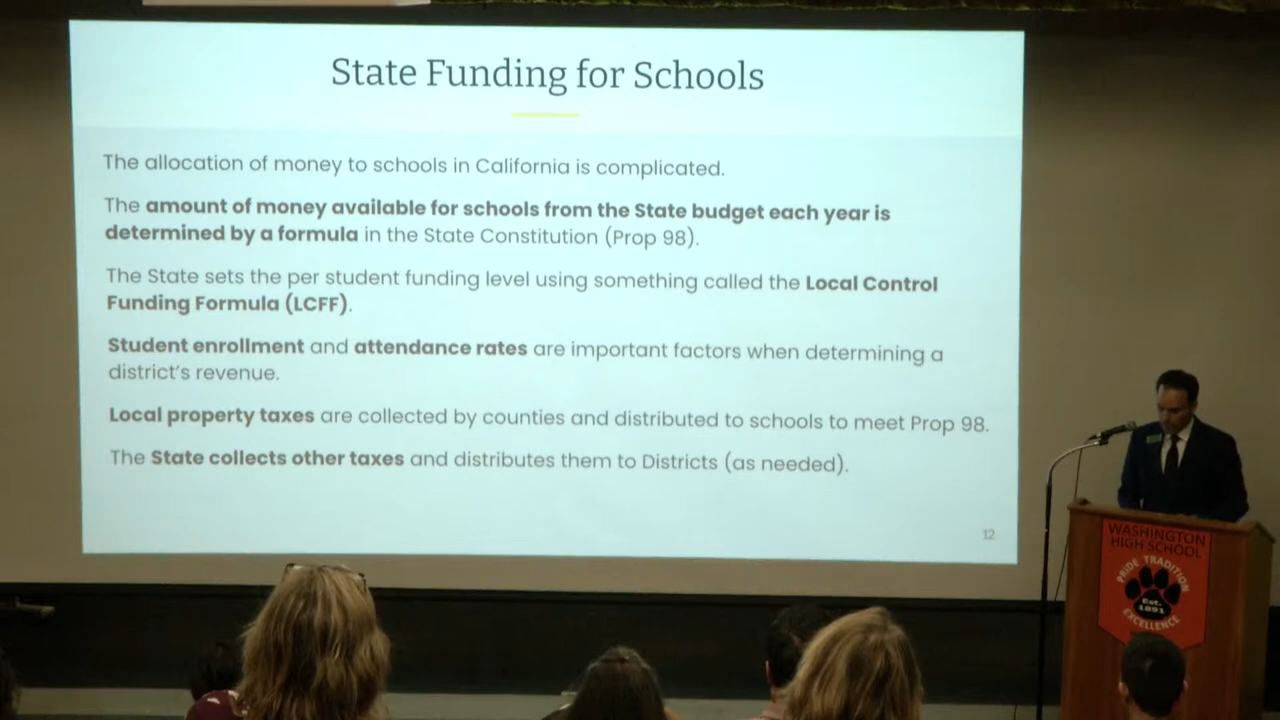 State Funding for Schools
The allocation of money to schools in California is complicated.
The amount of money available for schools from the State budget each year is
determined by a formula in the State Constitution (Prop 98).
The State sets the per student funding level using something called the Local Control
Funding Formula (LCFF).
Student enrollment and attendance rates are important factors when determining a
district's revenue.
Local property taxes are collected by counties and distributed to schools to meet Prop 98.
The State collects other taxes and distributes them to Districts (as needed).
12
WASHINGTON
HIGH SCHOOL
PRIDE TRADITION
Est.
1891
EXCELLENCE